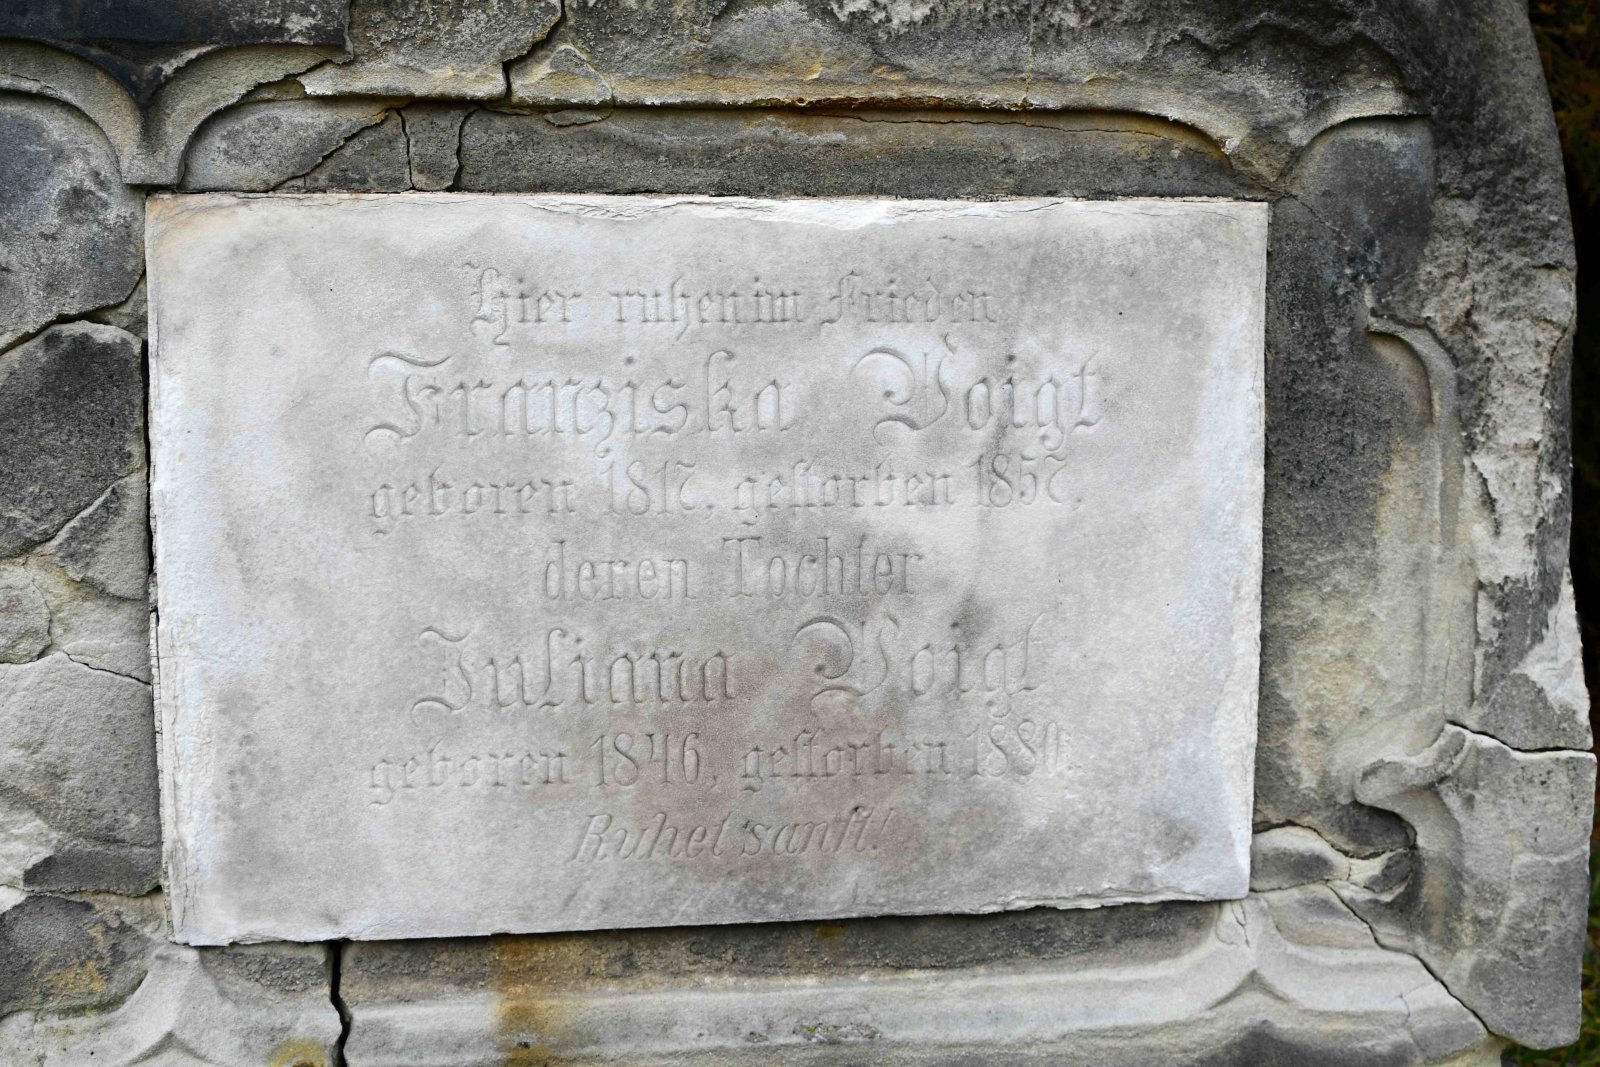 Hier ruhen im Frieden
Franziska Voigt
geboren 1817, gestorben 1857.
deren Tochter
Juliana Voigt
geboren 1846, gestorben 1880.
Ruhet sanft!